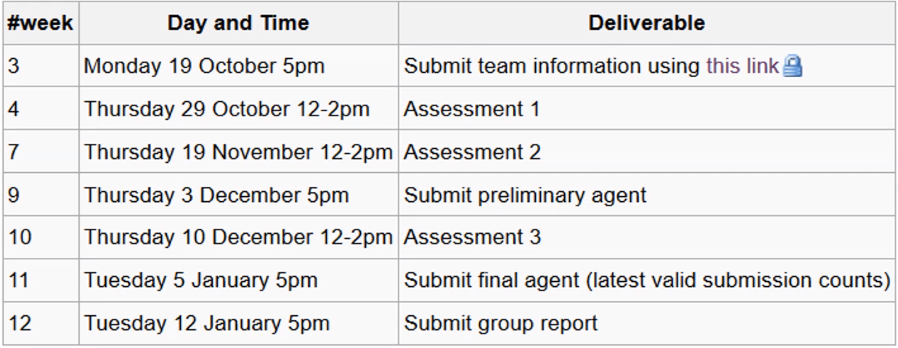 #week Day and Time Deliverable
3 Monday 19 October 5pm Submit team information using this link
4 Thursday 29 October 12-2pm Assessment 1
7 Thursday 19 November 12-2pm Assessment 2
9 Thursday 3 December 5pm Submit preliminary agent
10 Thursday 10 December 12-2pm Assessment 3
11 Tuesday 5 January 5pm Submit final agent (latest valid submission counts)
12 Tuesday 12 January 5pm Submit group report